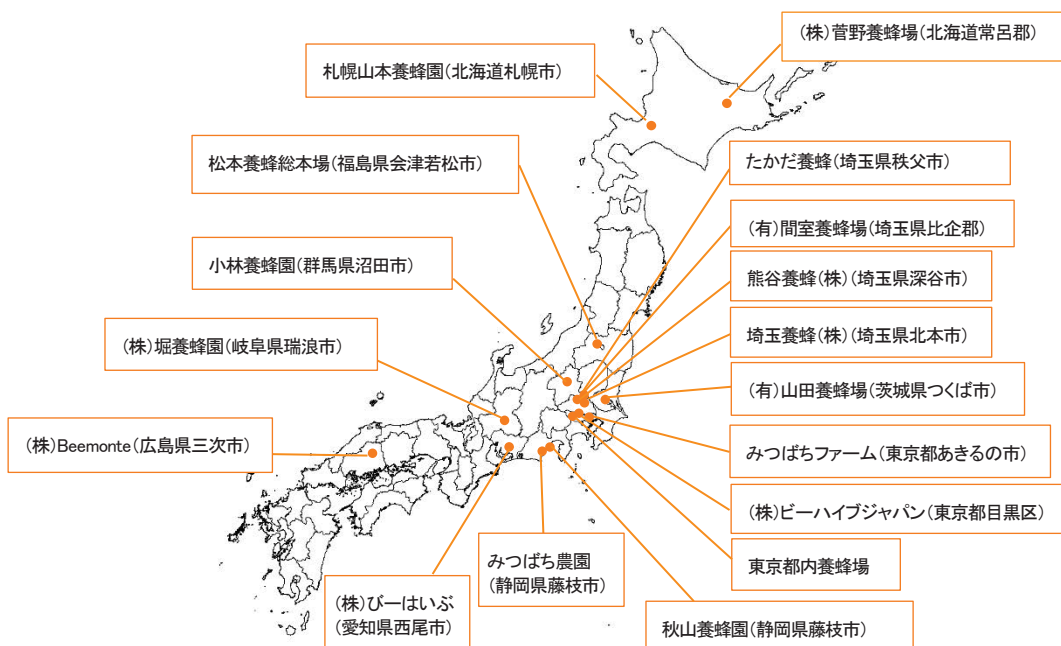 (株)菅野養蜂場(北海道常呂郡)
札幌山本養蜂園(北海道札幌市)
松本養蜂総本場(福島県会津若松市)
たかだ養蜂(埼玉県秩父市)
(有)間室養蜂場(埼玉県比企郡)
小林養蜂園(群馬県沼田市)
熊谷養蜂(株)(埼玉県深谷市)
埼玉養蜂(株)(埼玉県北本市)
(株)堀養蜂園(岐阜県瑞浪市)
(有)山田養蜂場(茨城県つくば市)
(株)Beemonte(広島県三次市)
みつばちファーム(東京都あきるの市)
(株)ビーハイブジャパン(東京都目黒区)
みつばち農園
(静岡県藤枝市)
東京都内養蜂場
(株)びーはいぶ
(愛知県西尾市)
秋山養蜂園(静岡県藤枝市)